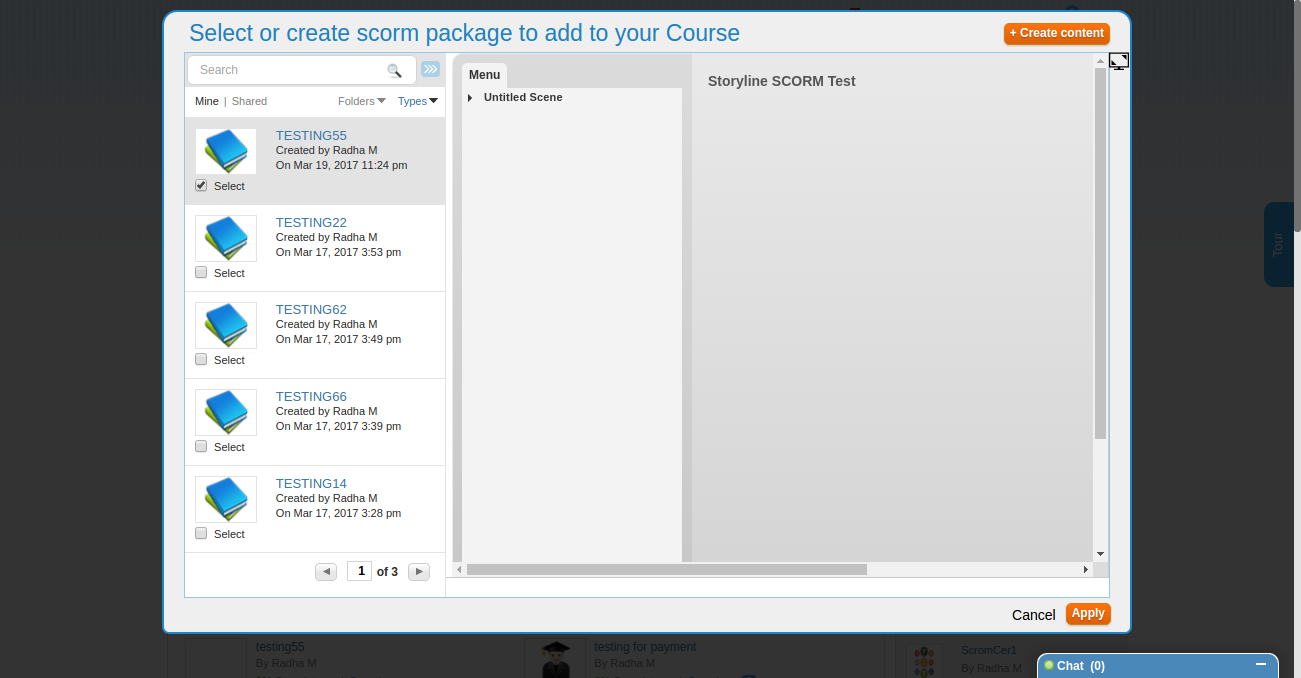 Select or create scorm package to add to your Course
+ Create content
Search
Mine | Shared
Folders
Types
TESTING55
Created by Radha M
On Mar 19, 2017 11:24 pm
Select
TESTING22
Created by Radha M
On Mar 17, 2017 3:53 pm
Select
TESTING62
Created by Radha M
On Mar 17, 2017 3:49 pm
Select
TESTING66
Created by Radha M
On Mar 17, 2017 3:39 pm
Select
TESTING14
Created by Radha M
On Mar 17, 2017 3:28 pm
Select
1 of 3
Menu
Untitled Scene
Storyline SCORM Test
Tour
Cancel
Apply
testing55
By Radha M
testing for payment
By Radha M
ScromCer1
By Radha M
Chat (0)